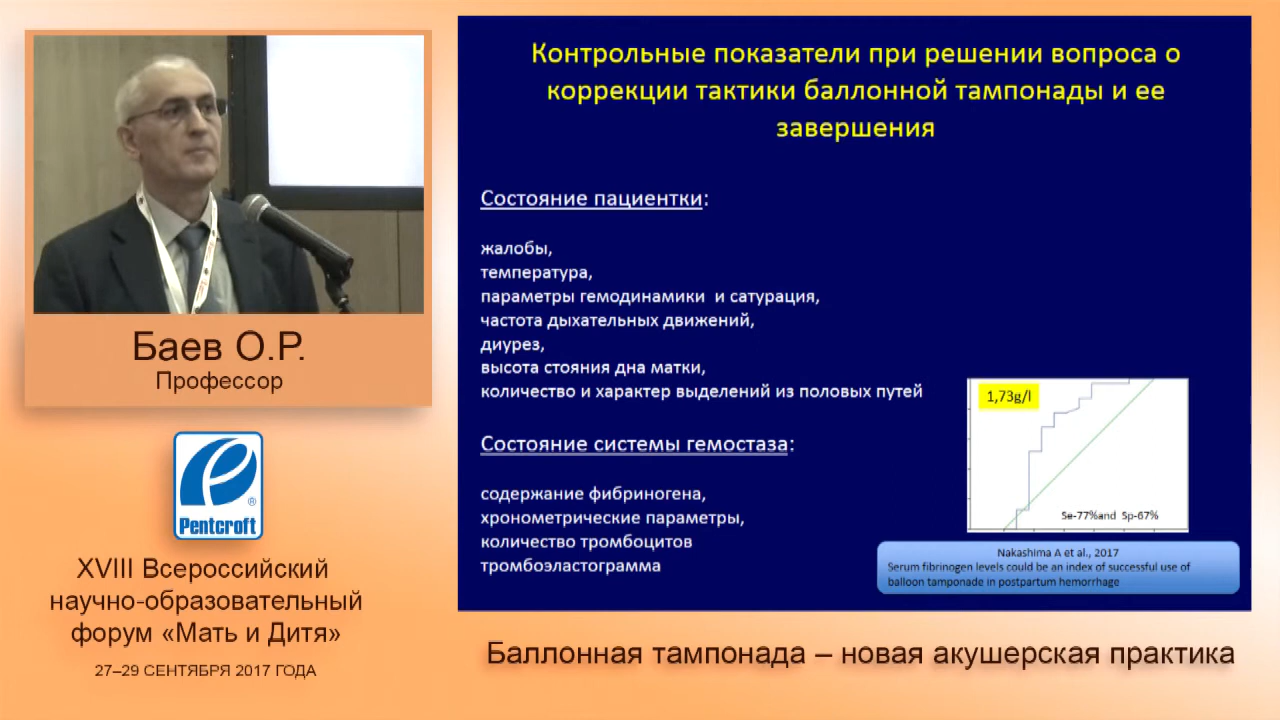 Баев О.Р.
Профессор
Pentcroft
®
XVIII Всероссийский
научно-образовательный
форум «Мать и Дитя»
27–29 СЕНТЯБРЯ 2017 ГОДА
Контрольные показатели при решении вопроса о
коррекции тактики баллонной тампонады и ее
завершения
Состояние пациентки:
жалобы,
температура,
параметры гемодинамики и сатурация,
частота дыхательных движений,
диурез,
высота стояния дна матки,
количество и характер выделений из половых путей
Состояние системы гемостаза:
содержание фибриногена,
хронометрические параметры,
количество тромбоцитов
тромбоэластограмма
1,73g/l
Se-77%and Sp-67%
Nakashima A et al., 2017
Serum fibrinogen levels could be an index of successful use of
balloon tamponade in postpartum hemorrhage
Баллонная тампонада – новая акушерская практика